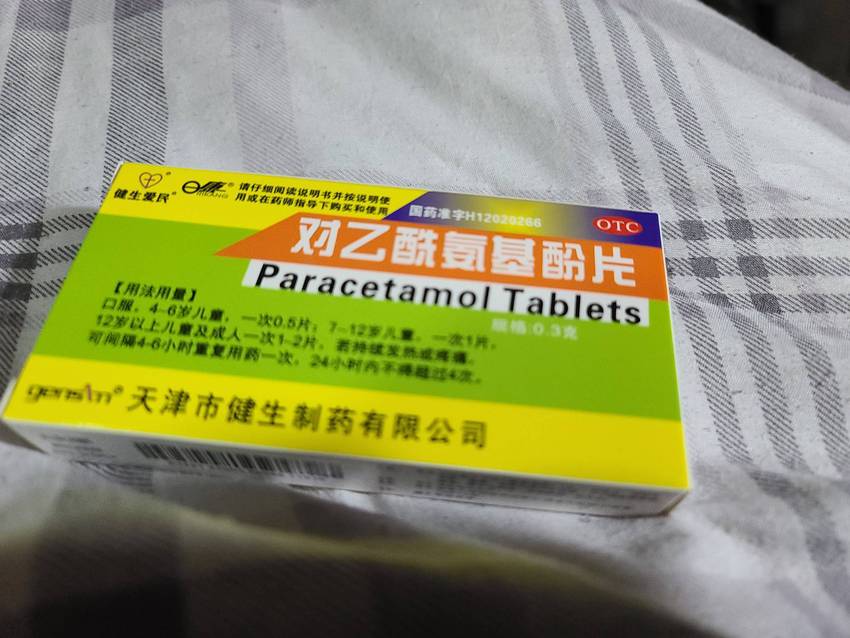 健生爱民®
RIKANG®
请仔细阅读说明书并按说明使
用或在药师指导下购买和使用
国药准字H12020266
OTC
对乙酰氨基酚片
Paracetamol Tablets
规格:0.3克
【用法用量】
口服。4~6岁儿童,一次0.5片;7~12岁儿童,一次1片;
12岁以上儿童及成人一次1~2片,若持续发热或疼痛,
可间隔4-6小时重复用药一次,24小时内不得超过4次。
®天津市健生制药有限公司